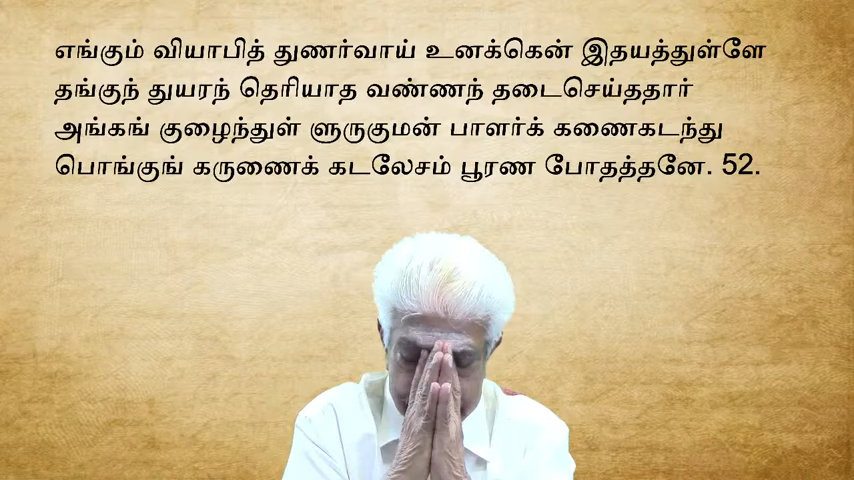 எங்கும் வியாபித் துணர்வாய் உனக்கென் இதயத்துள்ளே
தங்குந் துயரந் தெரியாத வண்ணந் தடைசெய்ததார்
அங்கங் குழைந்துள் ளுருகுமன் பாளர்க் கணைகடந்து
பொங்குங் கருணைக் கடலேசம் பூரண போதத்தனே. 52.